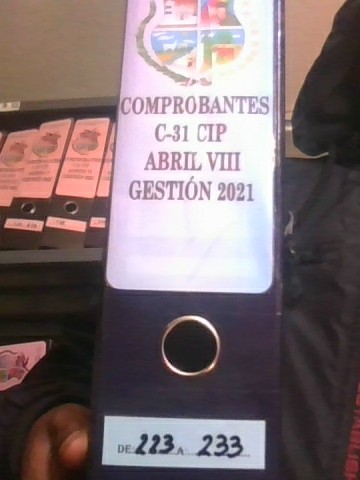 COMPROBANTES
C-31 CIP
ABRIL VIII
GESTIÓN 2021
DE: 223 A: 233